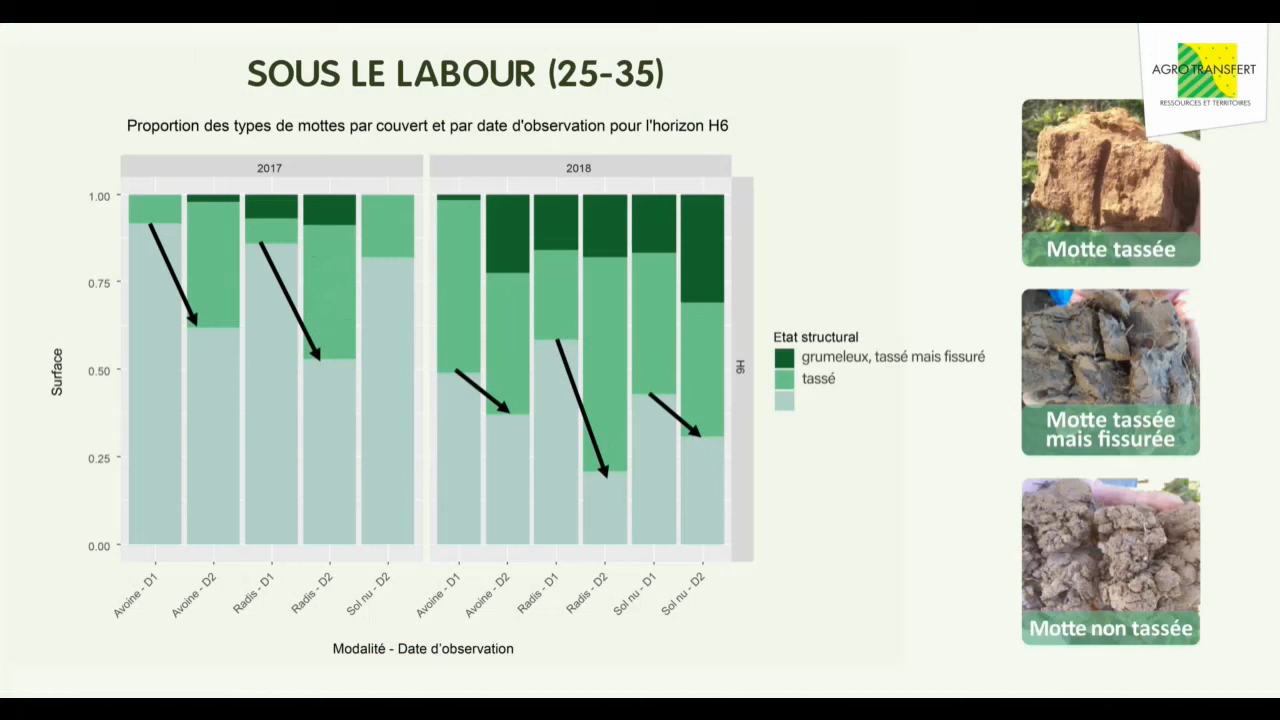 SOUS LE LABOUR (25-35)
AGRO TRANSFERT
RESSOURCES ET TERRITOIRES
Proportion des types de mottes par couvert et par date d'observation pour l'horizon H6
2017
2018
1.00
0.75
0.50
0.25
0.00
Surface
H6
Avoine - D1
Avoine - D2
Radis - D1
Radis - D2
Sol nu - D2
Avoine - D1
Avoine - D2
Radis - D1
Radis - D2
Sol nu - D1
Sol nu - D2
Modalité - Date d'observation
Etat structural
grumeleux, tassé mais fissuré
tassé
Motte tassée
Motte tassée
mais fissurée
Motte non tassée